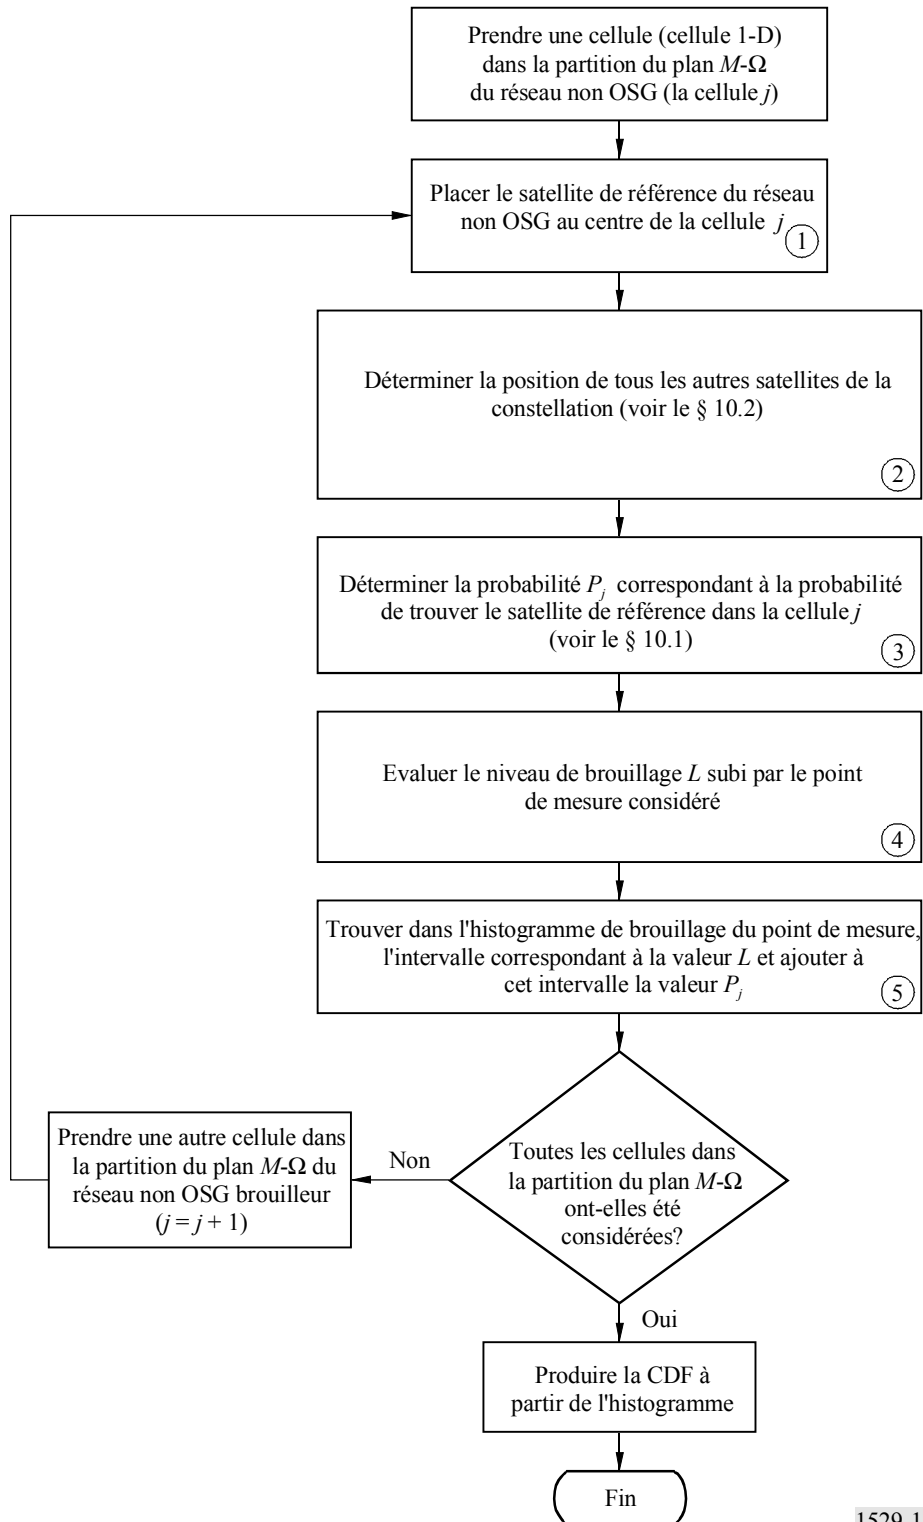 Prendre une cellule (cellule 1-D)
dans la partition du plan M-Ω
du réseau non OSG (la cellule j)
Placer le satellite de référence du réseau
non OSG au centre de la cellule j
1
Déterminer la position de tous les autres satellites de la
constellation (voir le § 10.2)
2
Déterminer la probabilité Pj correspondant à la probabilité
de trouver le satellite de référence dans la cellule j
(voir le § 10.1)
3
Evaluer le niveau de brouillage L subi par le point
de mesure considéré
4
Trouver dans l'histogramme de brouillage du point de mesure,
l'intervalle correspondant à la valeur L et ajouter à
cet intervalle la valeur Pj
5
Toutes les cellules dans
la partition du plan M-Ω
ont-elles été
considérées?
Non
Prendre une autre cellule dans
la partition du plan M-Ω du
réseau non OSG brouilleur
(j = j + 1)
Oui
Produire la CDF à
partir de l'histogramme
Fin
1529-1